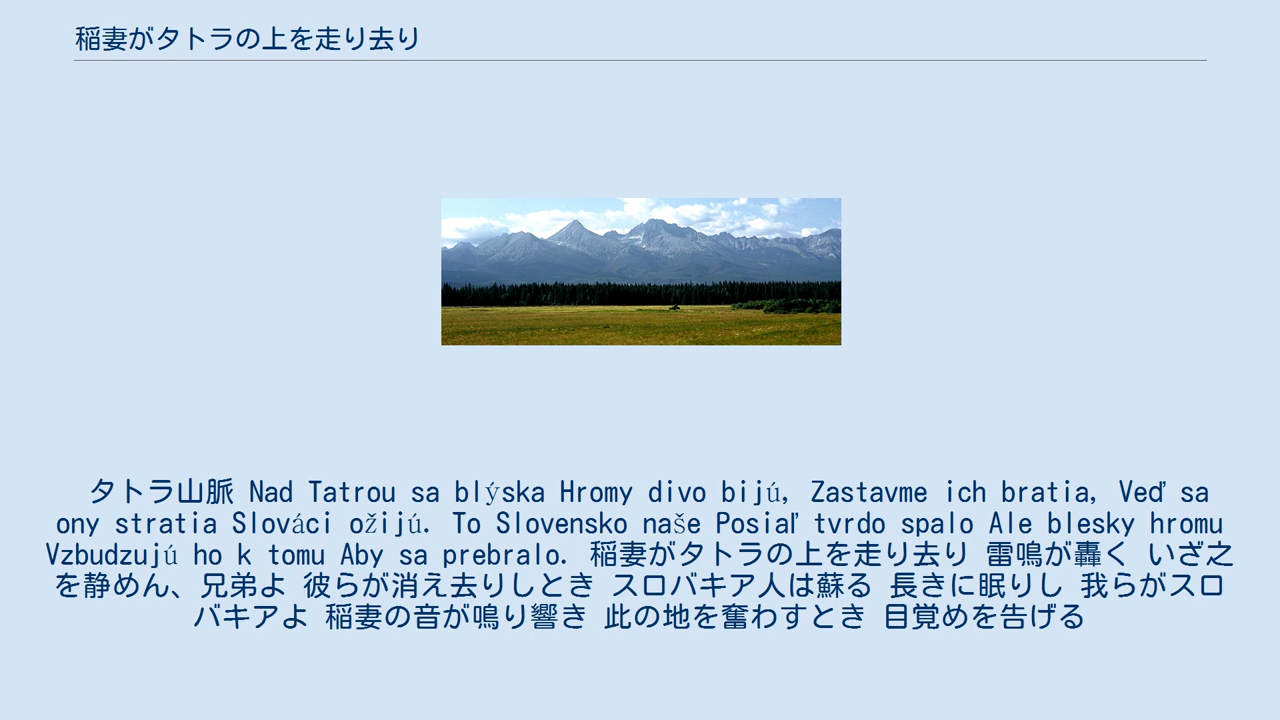 稲妻がタトラの上を走り去り
タトラ山脈 Nad Tatrou sa blýska Hromy divo bijú, Zastavme ich bratia, Veď sa
ony stratia Slováci ožijú. To Slovensko naše Posiaľ tvrdo spalo Ale blesky hromu
Vzbudzujú ho k tomu Aby sa prebralo. 稲妻がタトラの上を走り去り 雷鳴が轟く いざ之
を静めん、兄弟よ 彼らが消え去りしとき スロバキア人は蘇る 長きに眠りし 我らがスロ
バキアよ 稲妻の音が鳴り響き 此の地を奮わすとき 目覚めを告げる